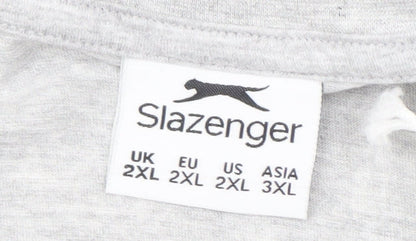 Slazenger
UK EU US ASIA
2XL 2XL 2XL 3XL